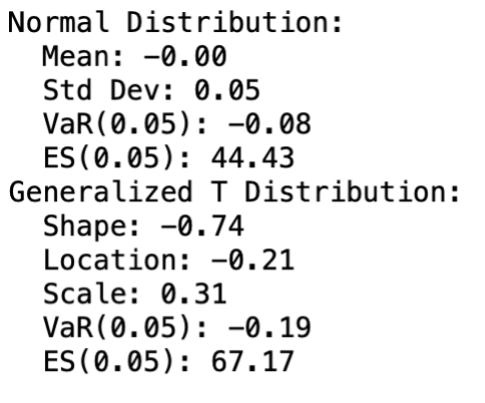 Normal Distribution:
Mean: -0.00
Std Dev: 0.05
VaR(0.05): -0.08
ES(0.05): 44.43
Generalized T Distribution:
Shape: -0.74
Location: -0.21
Scale: 0.31
VaR(0.05): -0.19
ES(0.05): 67.17